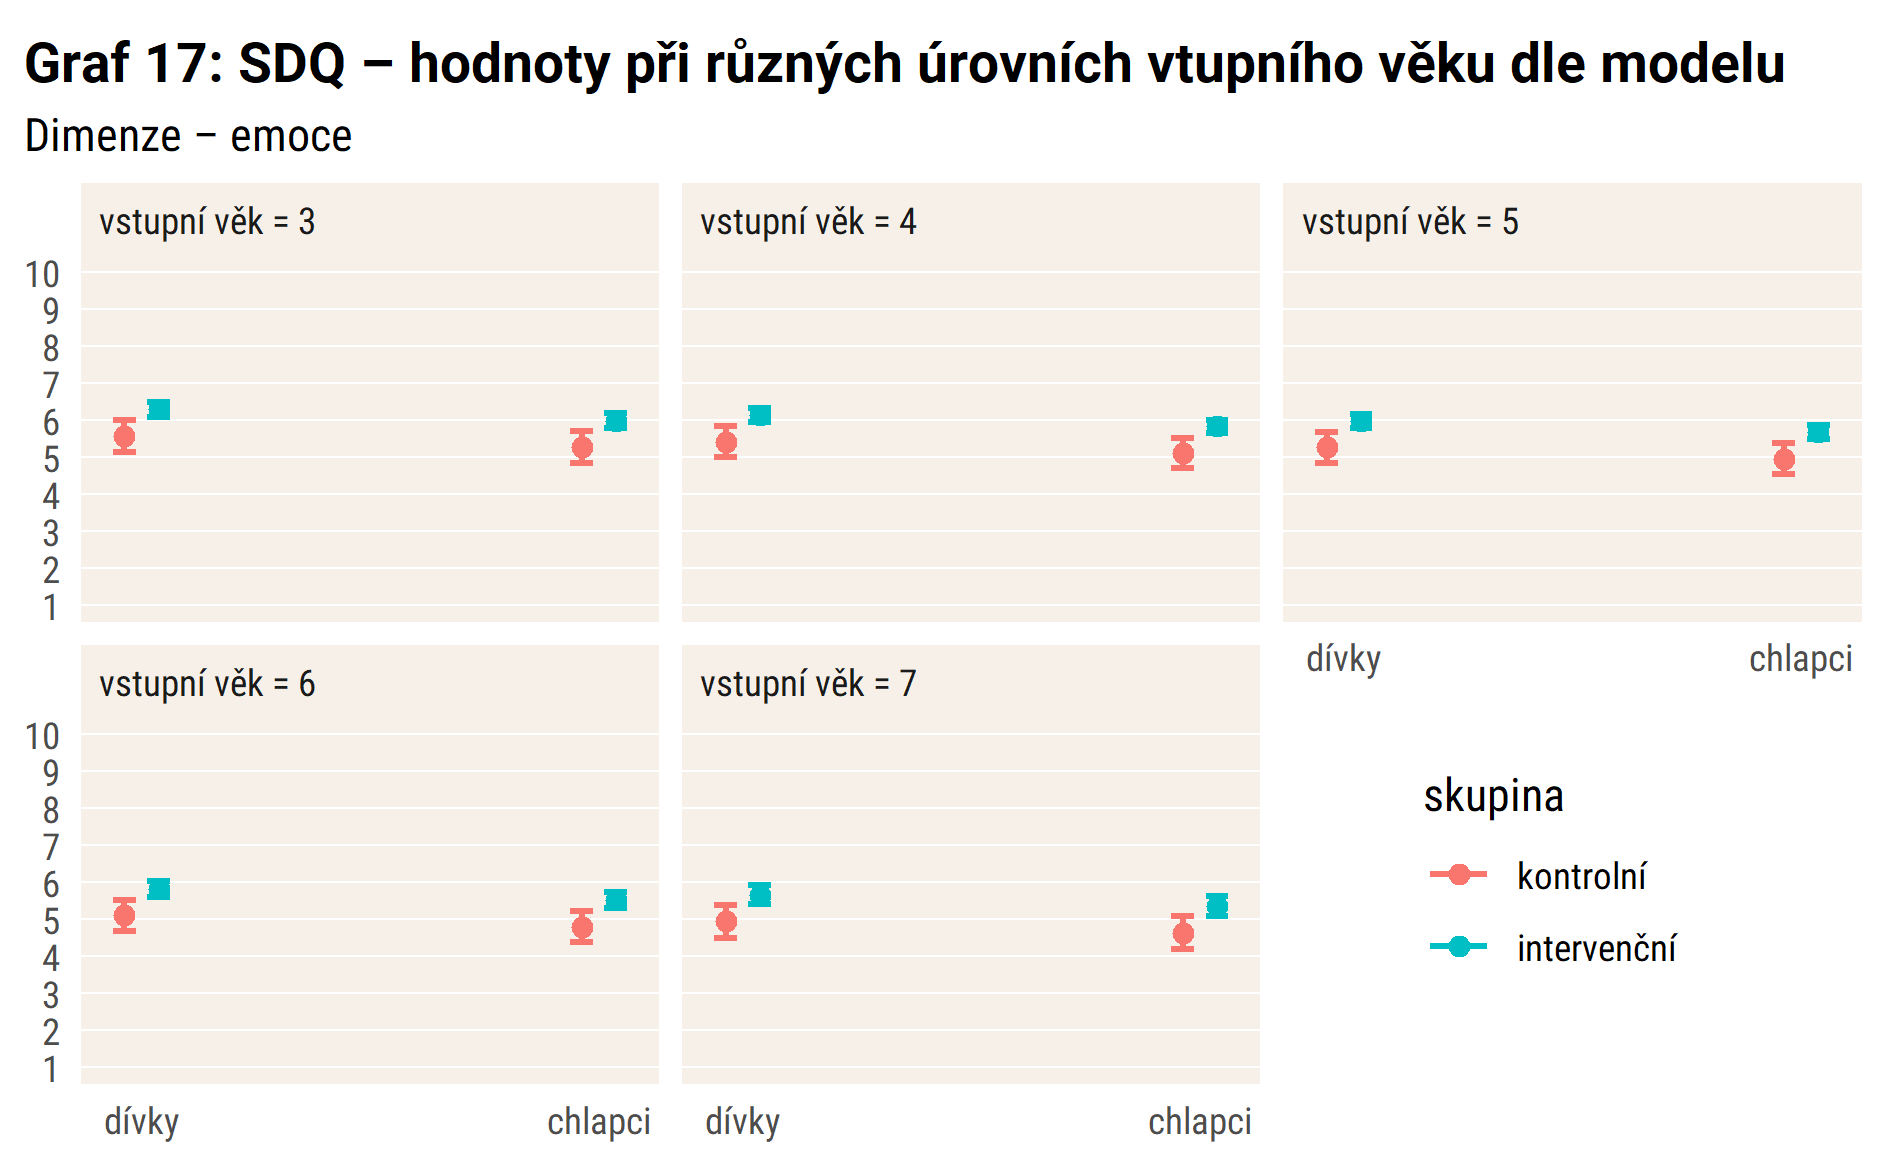 Graf 17: SDQ – hodnoty při různých úrovních vtupního věku dle modelu
Dimenze – emoce
vstupní věk = 3
vstupní věk = 4
vstupní věk = 5
10
9
8
7
6
5
4
3
2
1
dívky
chlapci
vstupní věk = 6
vstupní věk = 7
10
9
8
7
6
5
4
3
2
1
dívky
chlapci
dívky
chlapci
skupina
kontrolní
intervenční